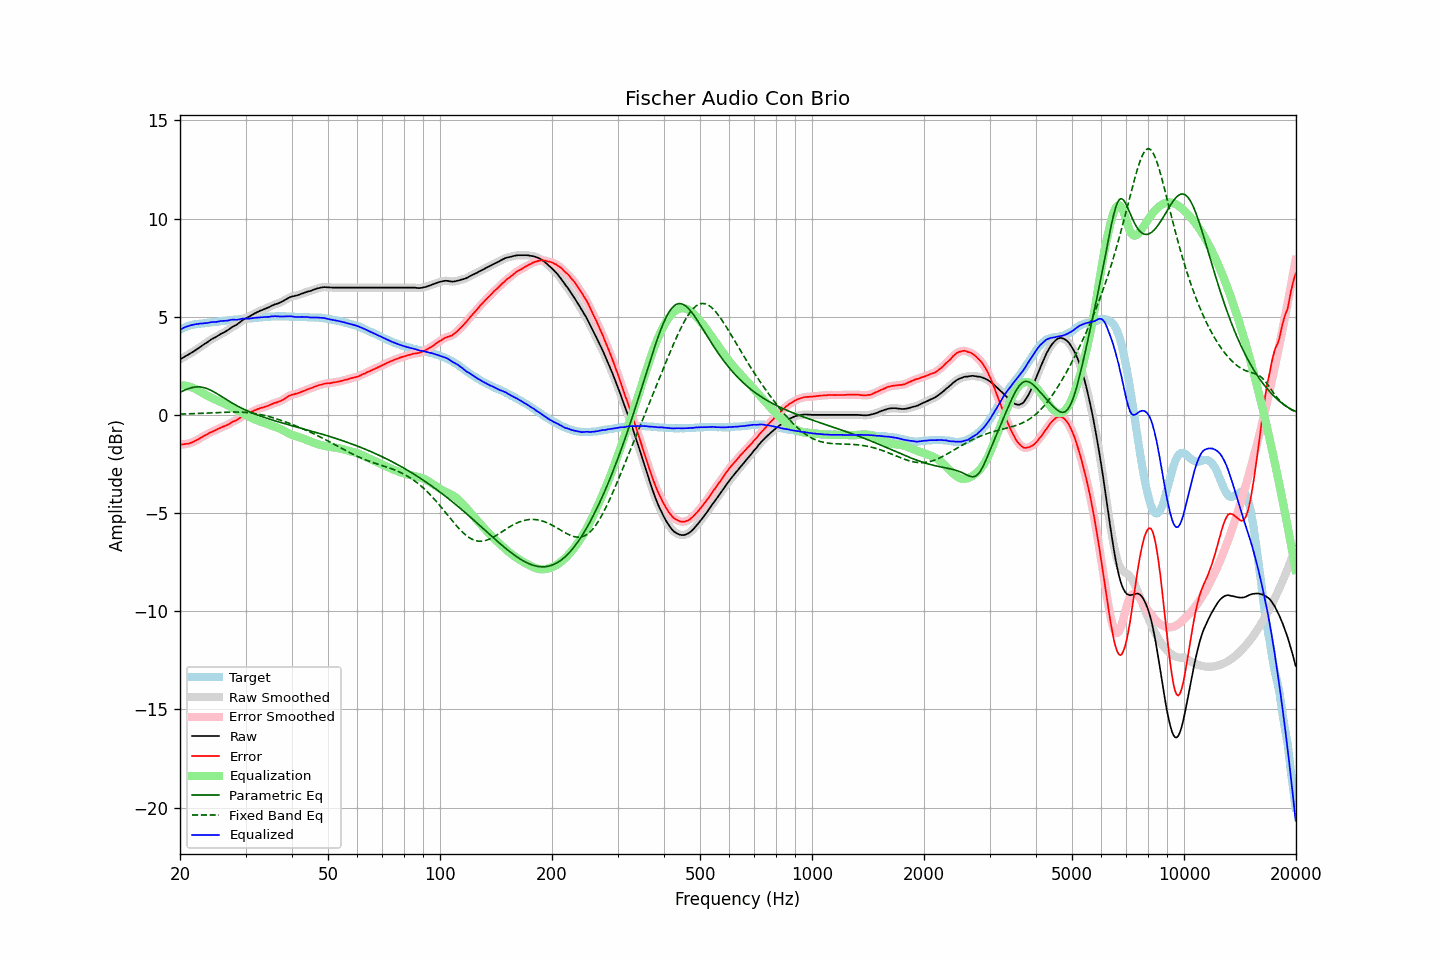 Fischer Audio Con Brio
Amplitude (dBr)
15
10
5
0
−5
−10
−15
−20
Target
Raw Smoothed
Error Smoothed
Raw
Error
Equalization
Parametric Eq
Fixed Band Eq
Equalized
20 50 100 200 500 1000 2000 5000 10000 20000
Frequency (Hz)